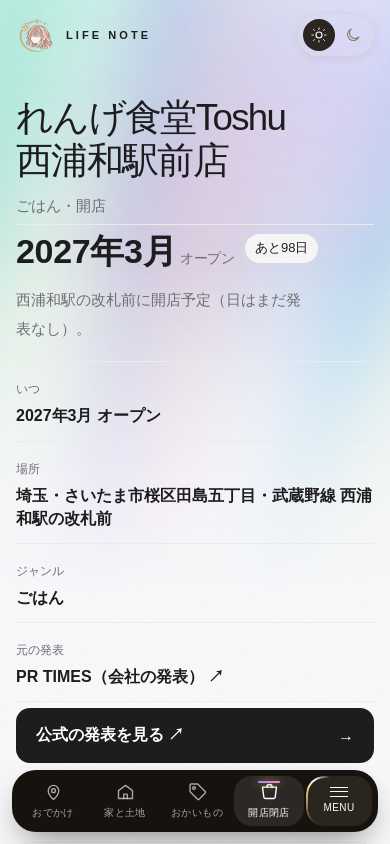 LIFE NOTE
れんげ食堂Toshu
西浦和駅前店
ごはん・開店
2027年3月 オープン あと98日
西浦和駅の改札前に開店予定（日はまだ発
表なし）。
いつ
2027年3月 オープン
場所
埼玉・さいたま市桜区田島五丁目・武蔵野線 西浦
和駅の改札前
ジャンル
ごはん
元の発表
PR TIMES（会社の発表） ↗
公式の発表を見る ↗ →
おでかけ 家と土地 おかいもの 開店閉店 MENU